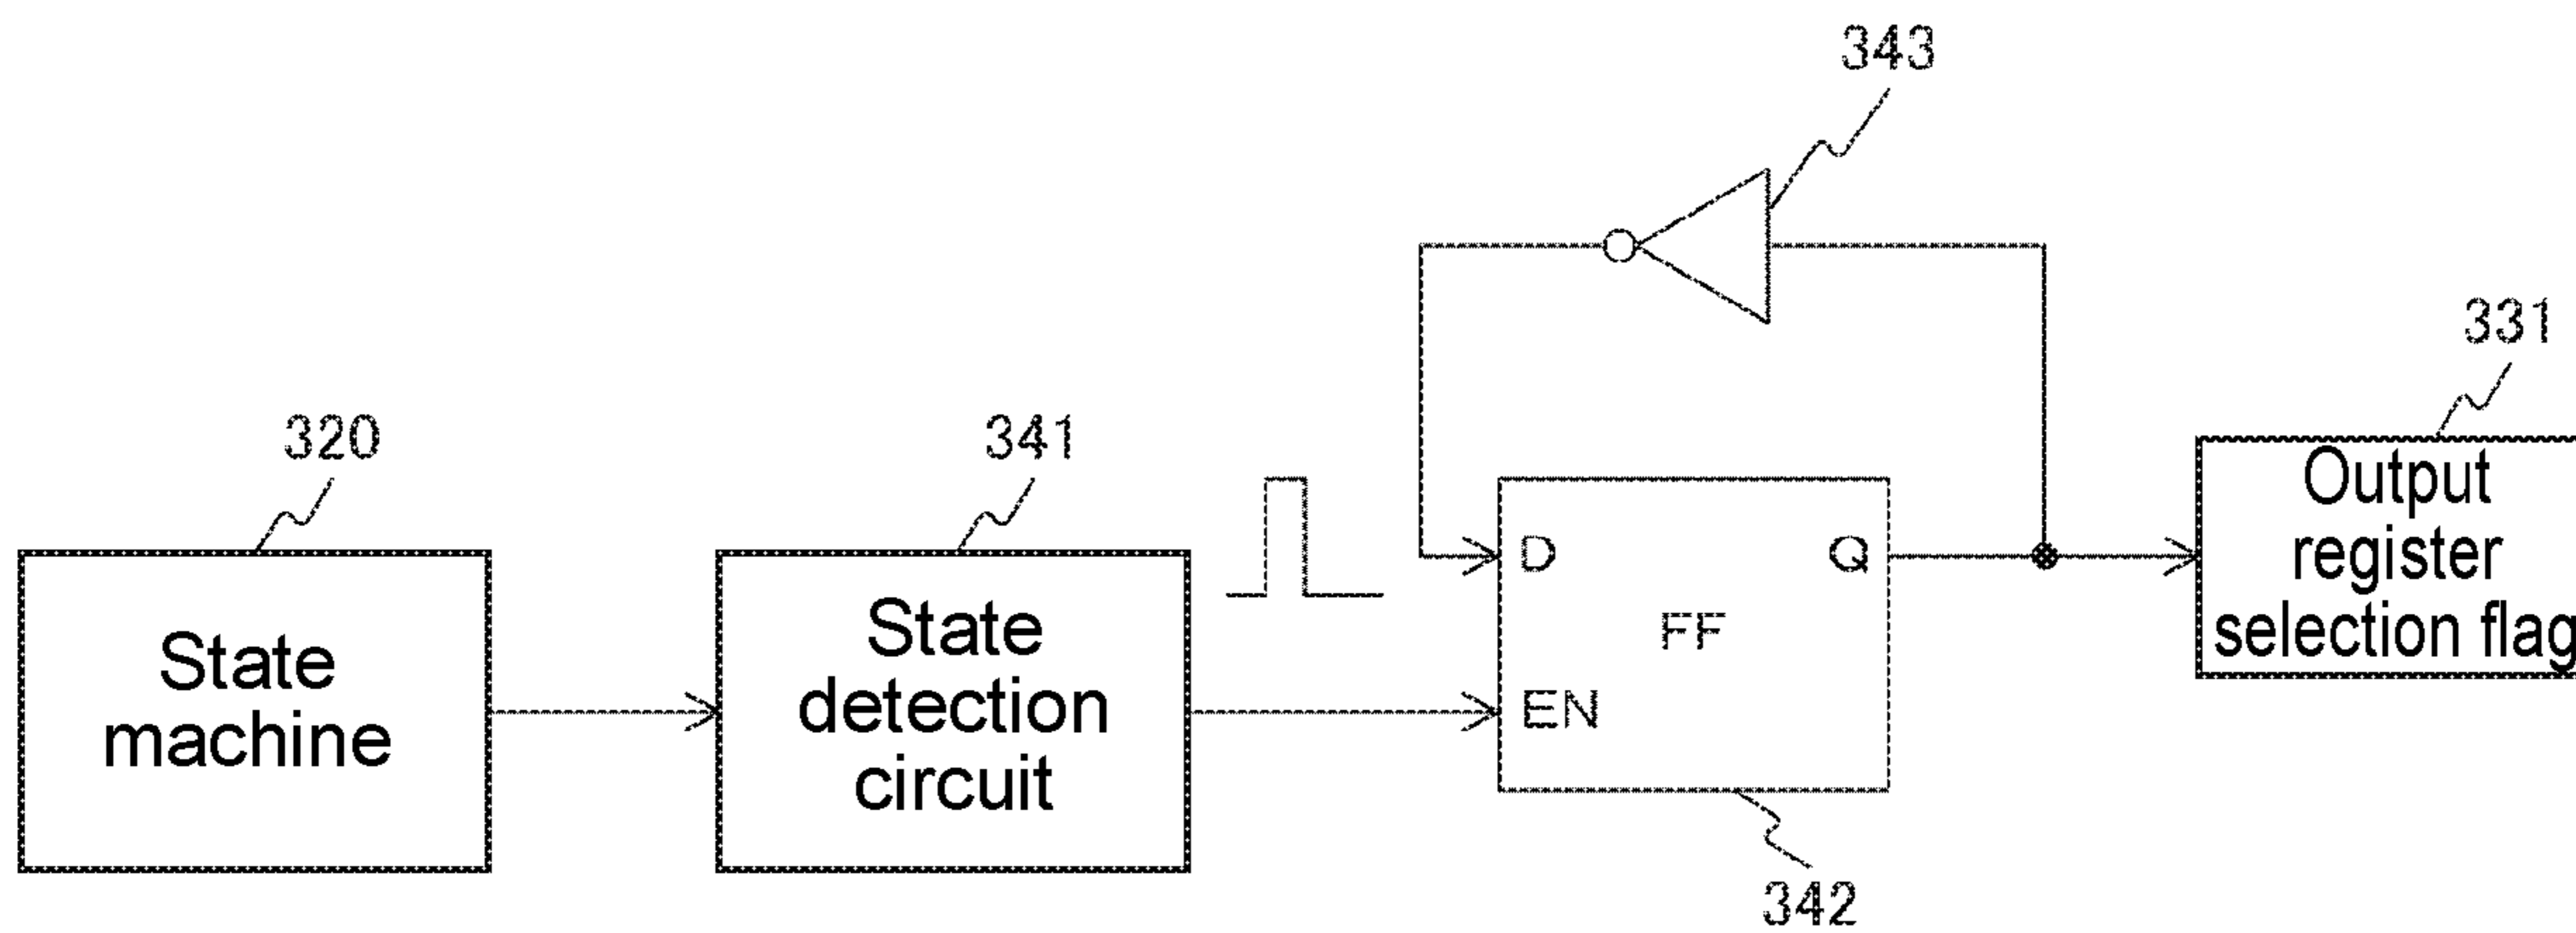 343
331
320
341
Output
register
selection flag
D
Q
FF
EN
State
machine
State
detection
circuit
342